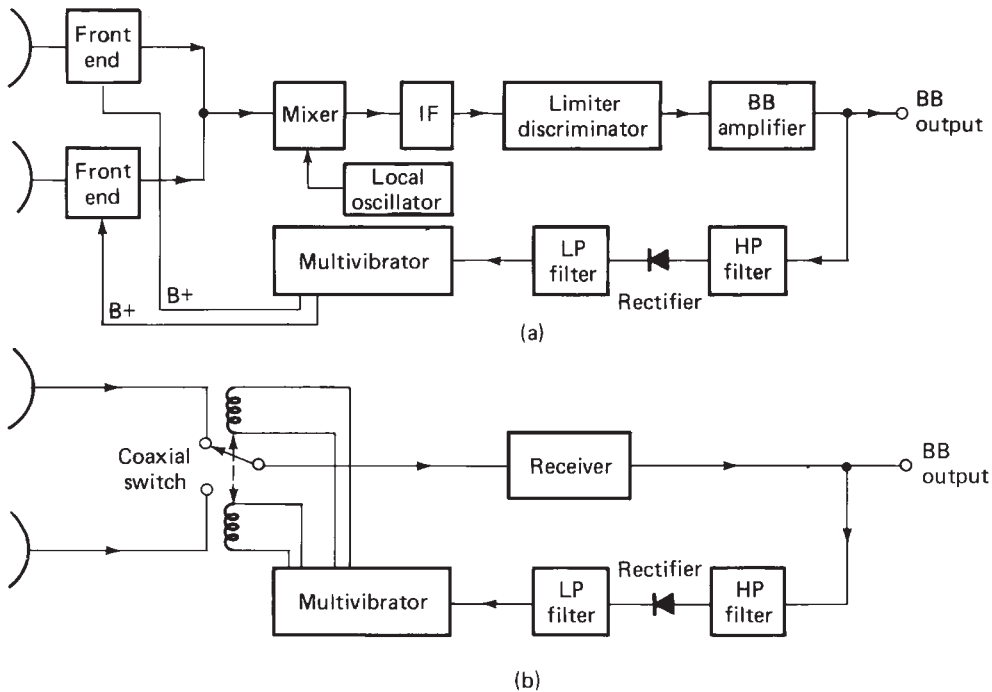 Front
end
Front
end
Mixer
IF
Limiter
discriminator
BB
amplifier
BB
output
Local
oscillator
Multivibrator
LP
filter
Rectifier
HP
filter
B+
B+
(a)
Coaxial
switch
Receiver
BB
output
Multivibrator
LP
filter
Rectifier
HP
filter
(b)